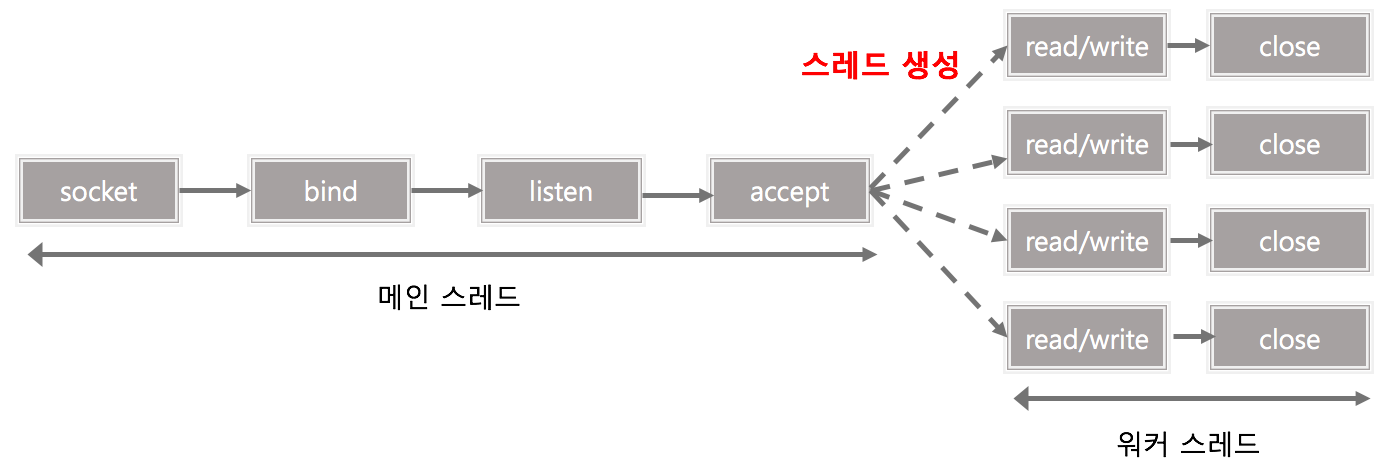 스레드 생성
socket
bind
listen
accept
메인 스레드
read/write
close
read/write
close
read/write
close
read/write
close
워커 스레드